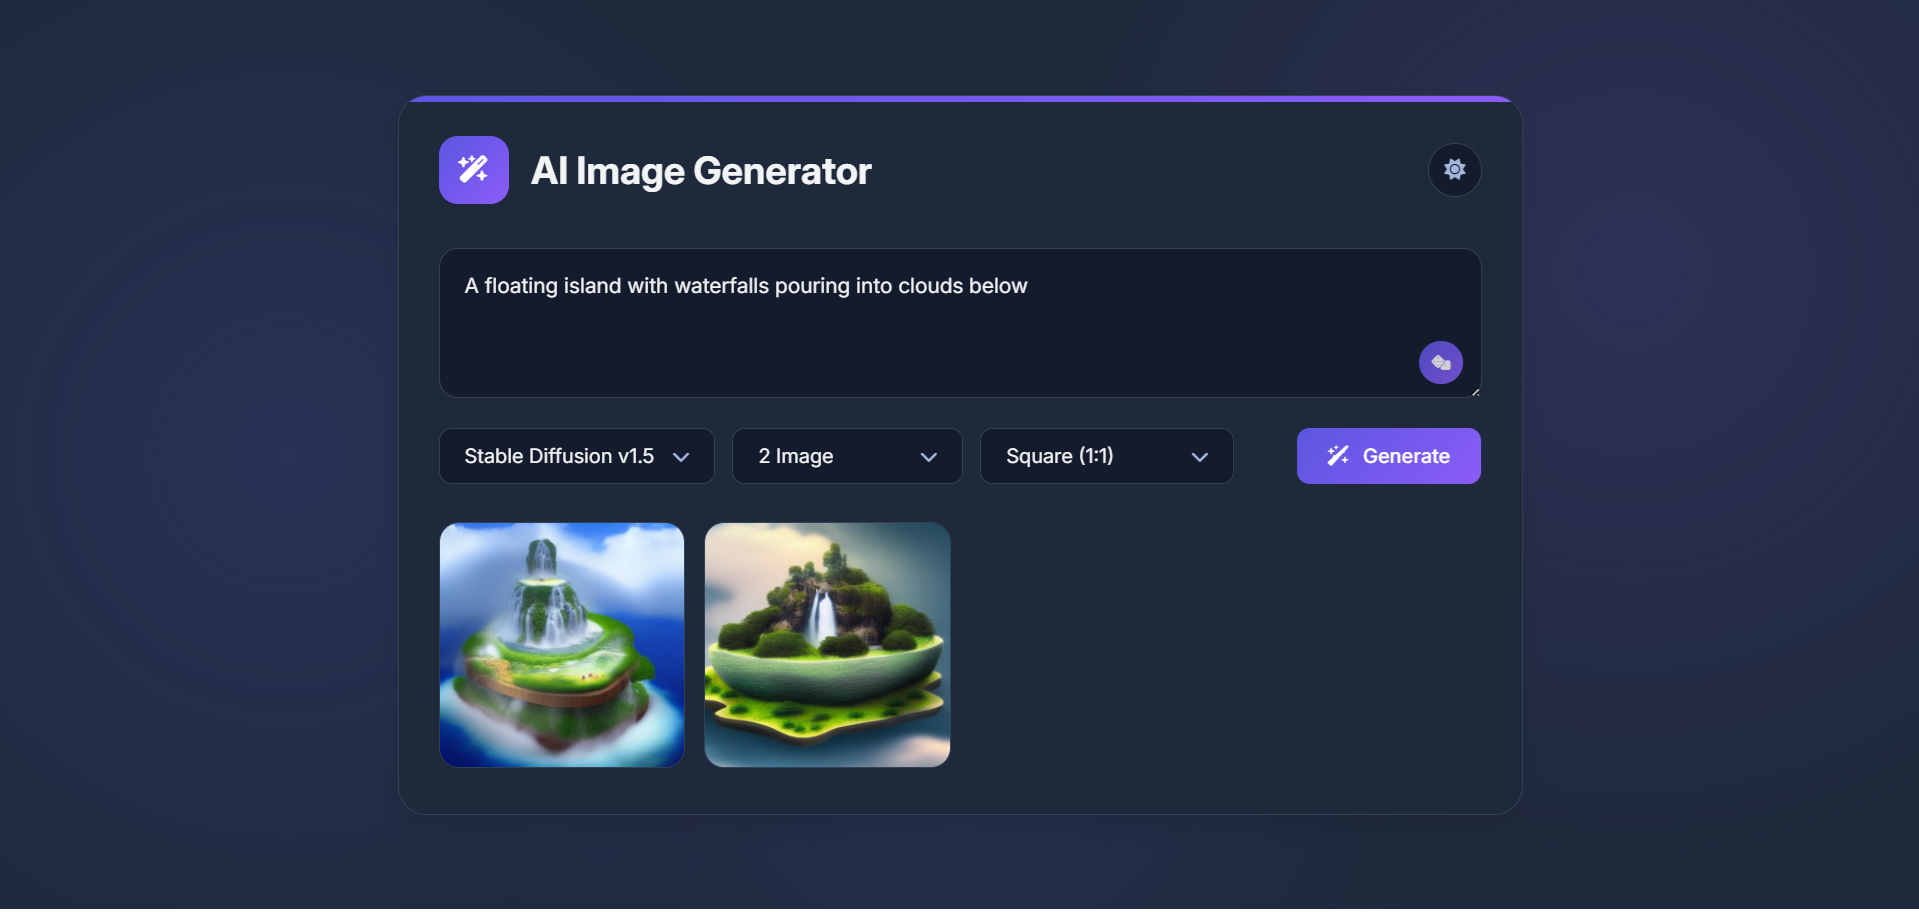 AI Image Generator
A floating island with waterfalls pouring into clouds below
Stable Diffusion v1.5
2 Image
Square (1:1)
Generate